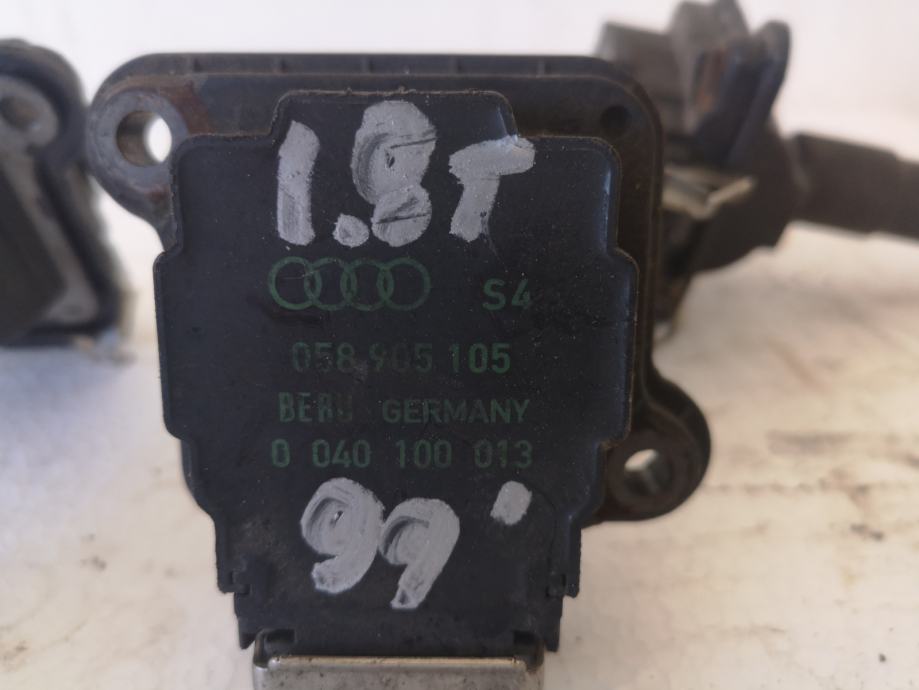 1.8T
S4
058 905 105
BERU GERMANY
0 040 100 013
99'